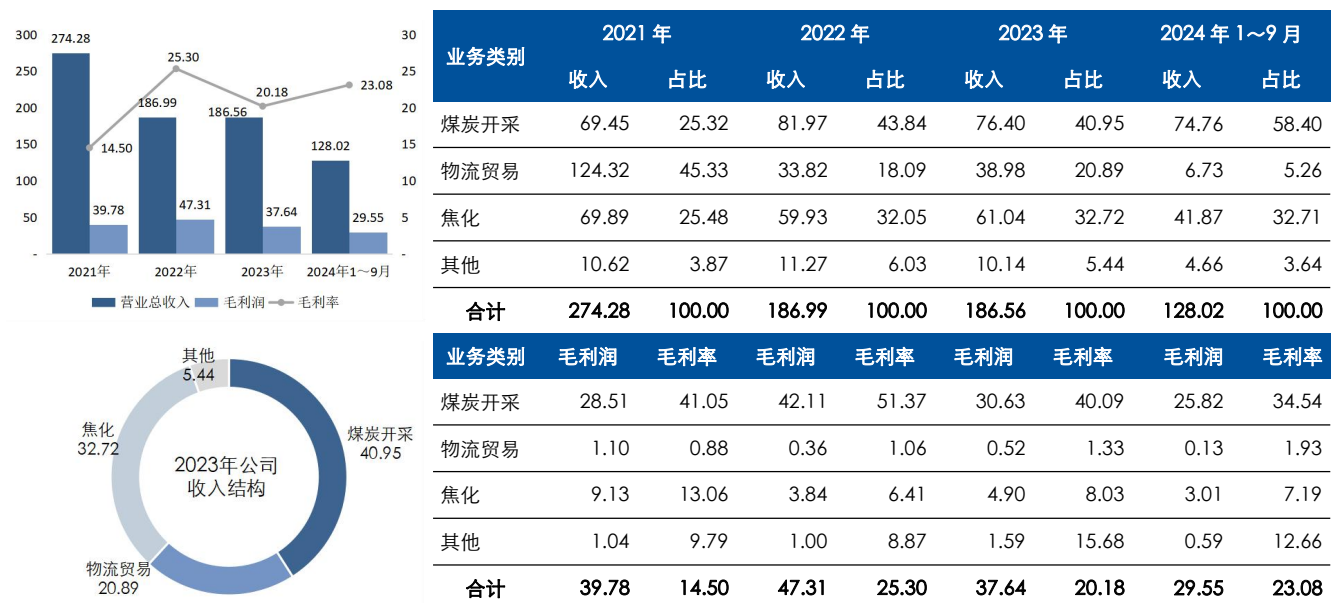 300
250
200
150
100
50
-
30
25
20
15
10
5
-
274.28
186.99
186.56
128.02
39.78
47.31
37.64
29.55
14.50
25.30
20.18
23.08
2021年
2022年
2023年
2024年1～9月
营业总收入 毛利润 毛利率
其他
5.44
焦化
32.72
煤炭开采
40.95
2023年公司
收入结构
物流贸易
20.89
业务类别 2021 年 2022 年 2023 年 2024 年 1～9 月
收入 占比 收入 占比 收入 占比 收入 占比
煤炭开采 69.45 25.32 81.97 43.84 76.40 40.95 74.76 58.40
物流贸易 124.32 45.33 33.82 18.09 38.98 20.89 6.73 5.26
焦化 69.89 25.48 59.93 32.05 61.04 32.72 41.87 32.71
其他 10.62 3.87 11.27 6.03 10.14 5.44 4.66 3.64
合计 274.28 100.00 186.99 100.00 186.56 100.00 128.02 100.00
业务类别 毛利润 毛利率 毛利润 毛利率 毛利润 毛利率 毛利润 毛利率
煤炭开采 28.51 41.05 42.11 51.37 30.63 40.09 25.82 34.54
物流贸易 1.10 0.88 0.36 1.06 0.52 1.33 0.13 1.93
焦化 9.13 13.06 3.84 6.41 4.90 8.03 3.01 7.19
其他 1.04 9.79 1.00 8.87 1.59 15.68 0.59 12.66
合计 39.78 14.50 47.31 25.30 37.64 20.18 29.55 23.08